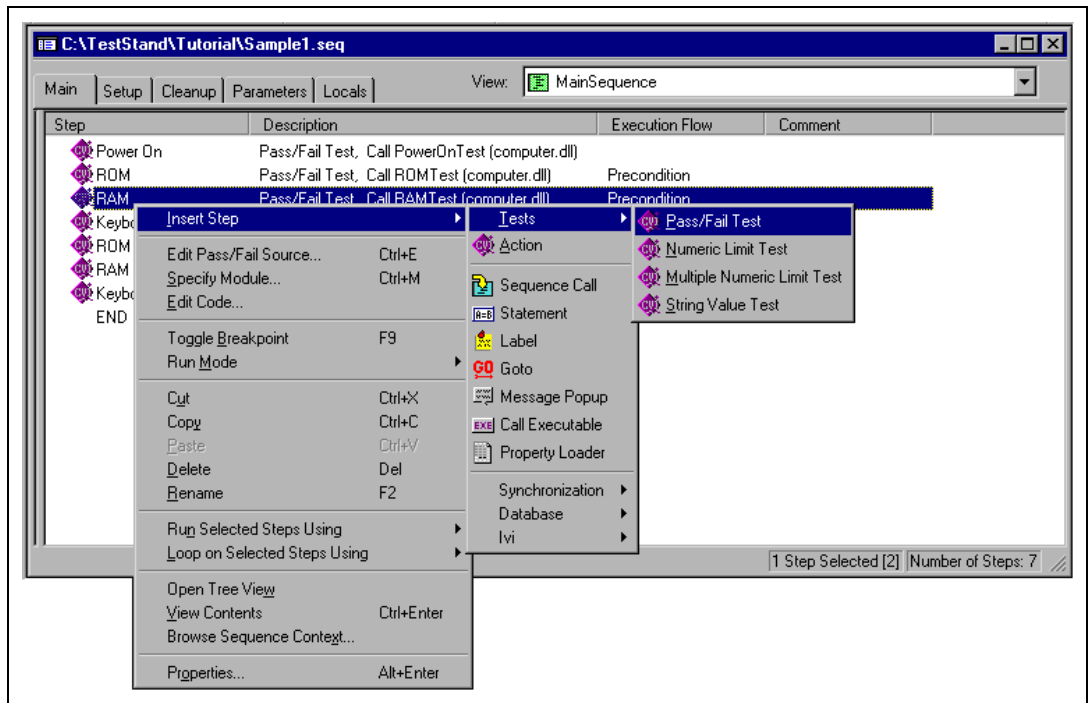 C:\TestStand\Tutorial\Sample1.seq
Main Setup Cleanup Parameters Locals View: MainSequence
Step Description Execution Flow Comment
Power On Pass/Fail Test, Call PowerOnTest (computer.dll)
ROM Pass/Fail Test, Call ROMTest (computer.dll) Precondition
RAM Pass/Fail Test, Call RAMTest (computer.dll) Precondition
Keybo
ROM
RAM
Keybo
END
Insert Step
Edit Pass/Fail Source... Ctrl+E
Specify Module... Ctrl+M
Edit Code...
Toggle Breakpoint F9
Run Mode
Cut Ctrl+X
Copy Ctrl+C
Paste Ctrl+V
Delete Del
Rename F2
Run Selected Steps Using
Loop on Selected Steps Using
Open Tree View
View Contents Ctrl+Enter
Browse Sequence Context...
Properties... Alt+Enter
Tests
Action
Sequence Call
A=B Statement
Label
GO Goto
Message Popup
EXE Call Executable
Property Loader
Synchronization
Database
Ivi
Pass/Fail Test
Numeric Limit Test
Multiple Numeric Limit Test
String Value Test
1 Step Selected [2] Number of Steps: 7